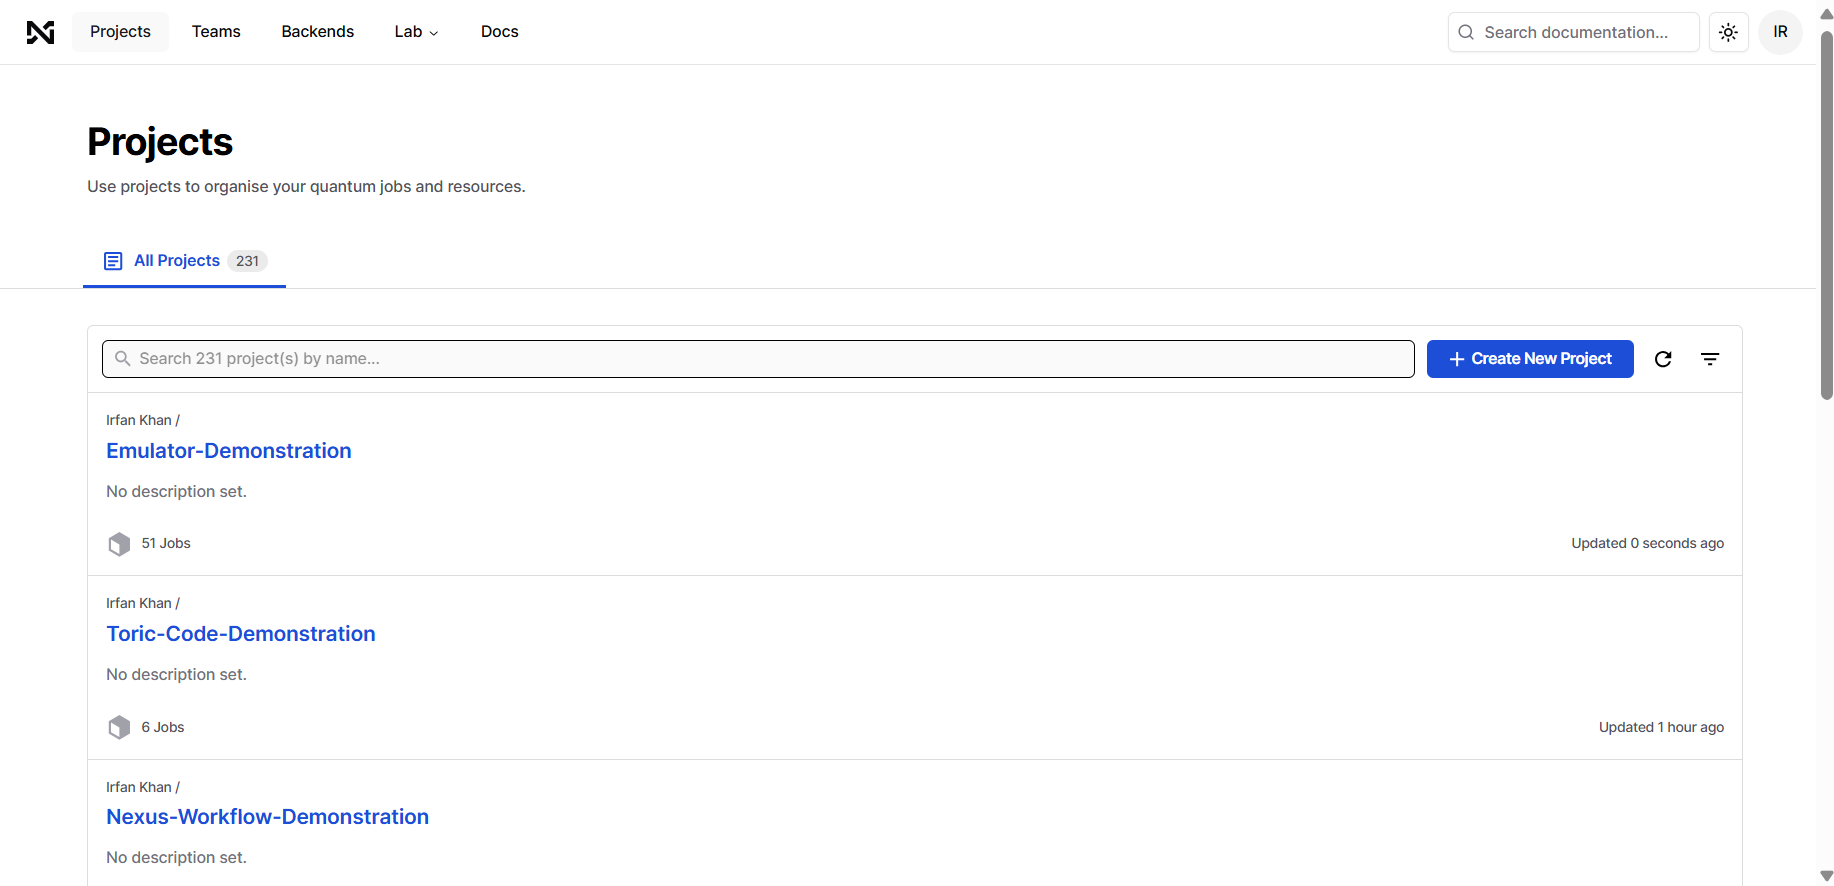 Projects
Teams
Backends
Lab
Docs
Search documentation...
IR
Projects
Use projects to organise your quantum jobs and resources.
All Projects 231
Search 231 project(s) by name...
Create New Project
Irfan Khan /
Emulator-Demonstration
No description set.
51 Jobs
Updated 0 seconds ago
Irfan Khan /
Toric-Code-Demonstration
No description set.
6 Jobs
Updated 1 hour ago
Irfan Khan /
Nexus-Workflow-Demonstration
No description set.